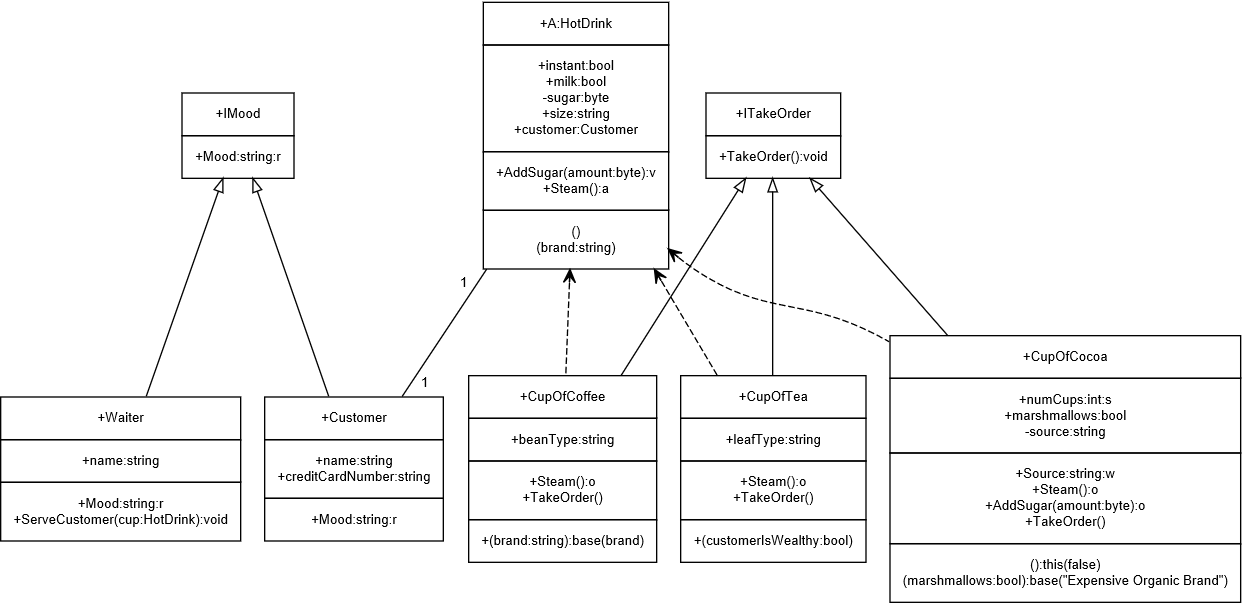 +A:HotDrink
+instant:bool
+milk:bool
-sugar:byte
+size:string
+customer:Customer
+AddSugar(amount:byte):v
+Steam():a
()
(brand:string)
+IMood
+Mood:string:r
+ITakeOrder
+TakeOrder():void
1
1
+Waiter
+name:string
+Mood:string:r
+ServeCustomer(cup:HotDrink):void
+Customer
+name:string
+creditCardNumber:string
+Mood:string:r
+CupOfCoffee
+beanType:string
+Steam():o
+TakeOrder()
+(brand:string):base(brand)
+CupOfTea
+leafType:string
+Steam():o
+TakeOrder()
+(customerIsWealthy:bool)
+CupOfCocoa
+numCups:int:s
+marshmallows:bool
-source:string
+Source:string:w
+Steam():o
+AddSugar(amount:byte):o
+TakeOrder()
():this(false)
(marshmallows:bool):base("Expensive Organic Brand")